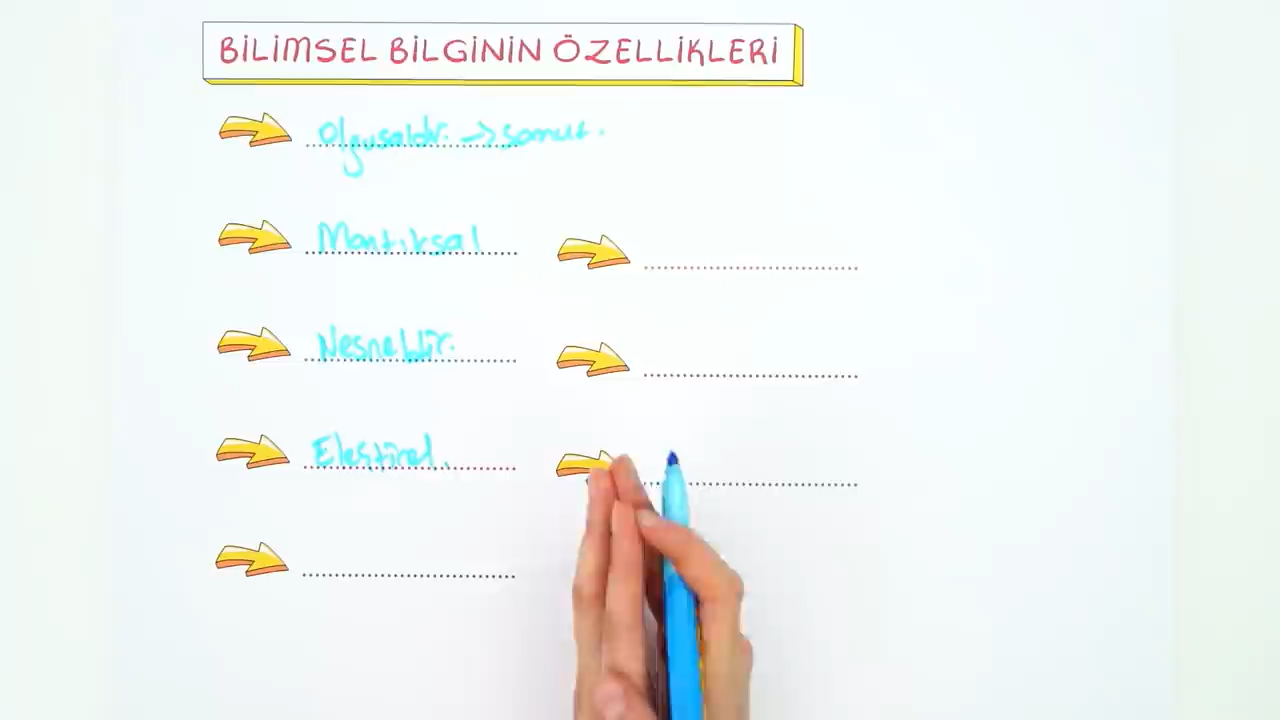 BİLİMSEL BİLGİNİN ÖZELLİKLERİ
Olgusaldır. → somut.
Mantıksal
Nesneldir.
Eleştirel.